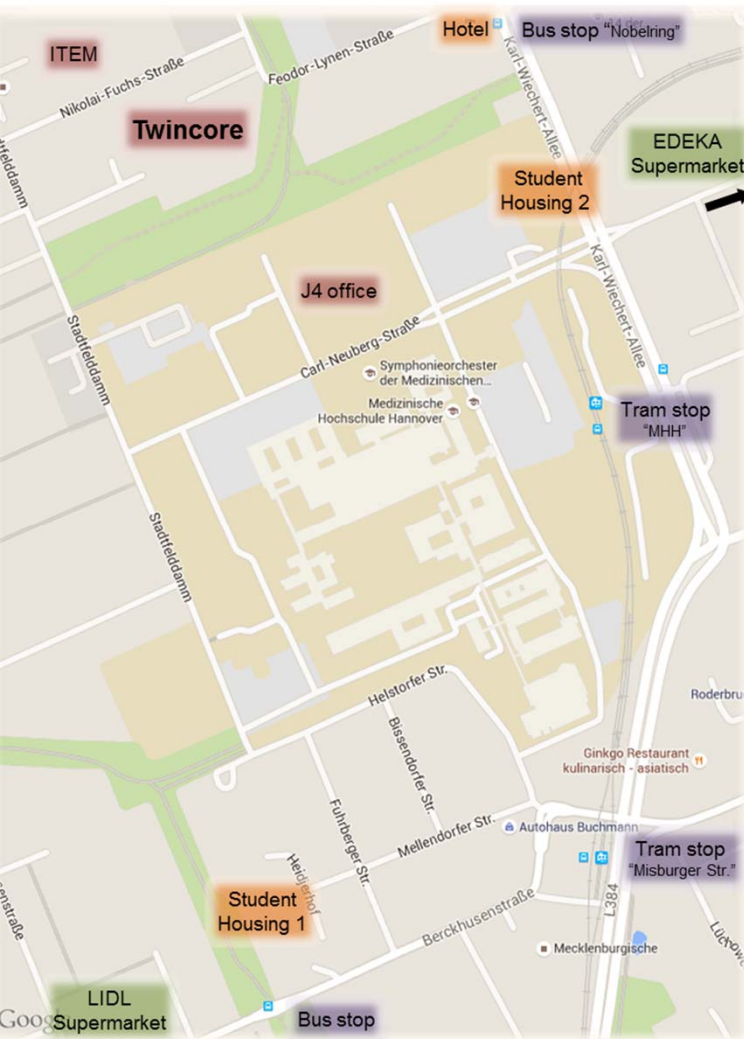 Hotel
Bus stop "Nobelring"
ITEM
Feodor-Lynen-Straße
Nikolai-Fuchs-Straße
Karl-Wiechert-Allee
Twincore
EDEKA
Supermarket
Student
Housing 2
Karl-Wiechert-Allee
J4 office
Stadtfelddamm
Carl-Neuberg-Straße
Symphonieorchester
der Medizinischen...
Medizinische
Hochschule Hannover
Tram stop
"MHH"
Stadtfelddamm
Helstorfer Str.
Bissendorfer Str.
Ginkgo Restaurant
kulinarisch - asiatisch
Fuhrberger Str.
Mellendorfer Str.
Autohaus Buchmann
Tram stop
"Misburger Str."
Heidjerhof
Student
Housing 1
L384
Berckhusenstraße
Mecklenburgische
LIDL
Supermarket
Bus stop